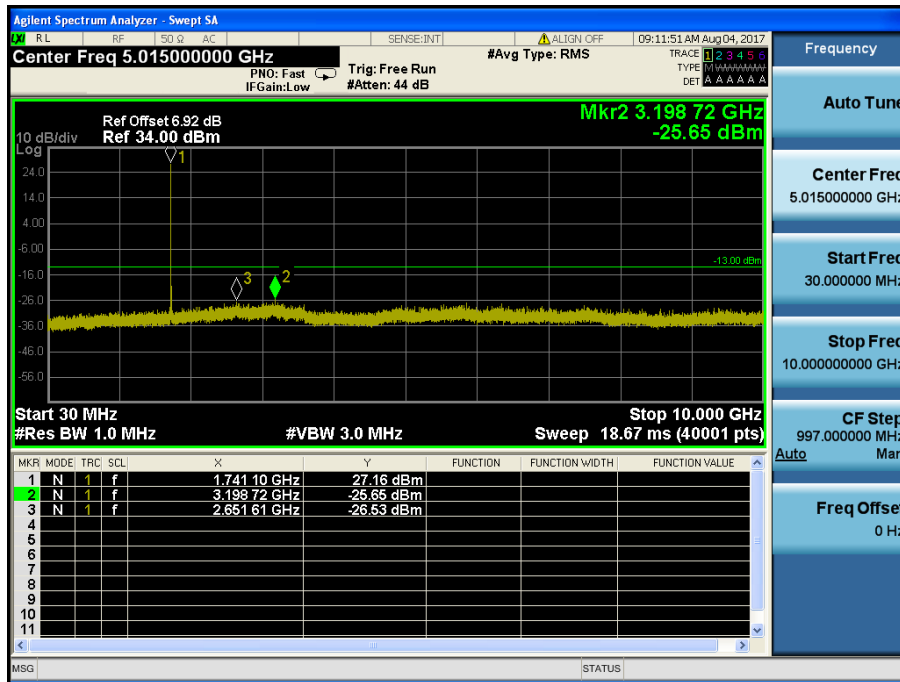 Agilent Spectrum Analyzer - Swept SA
LXI RL RF 50 Ω AC SENSE:INT ALIGN OFF 09:11:51 AM Aug 04, 2017
Center Freq 5.015000000 GHz
PNO: Fast
IFGain:Low
Trig: Free Run
#Atten: 44 dB
#Avg Type: RMS
TRACE 1 2 3 4 5 6
TYPE MWWWWW
DET A A A A A A
Mkr2 3.198 72 GHz
-25.65 dBm
Ref Offset 6.92 dB
10 dB/div Ref 34.00 dBm
Log
1
24.0
14.0
4.00
-6.00
-13.00 dBm
-16.0
3 2
-26.0
-36.0
-46.0
-56.0
Start 30 MHz Stop 10.000 GHz
#Res BW 1.0 MHz #VBW 3.0 MHz Sweep 18.67 ms (40001 pts)
MKR MODE TRC SCL X Y FUNCTION FUNCTION WIDTH FUNCTION VALUE
1 N 1 f 1.741 10 GHz 27.16 dBm
2 N 1 f 3.198 72 GHz -25.65 dBm
3 N 1 f 2.651 61 GHz -26.53 dBm
4
5
6
7
8
9
10
11
MSG STATUS
Frequency
Auto Tune
Center Freq
5.015000000 GHz
Start Freq
30.000000 MHz
Stop Freq
10.000000000 GHz
CF Step
997.000000 MHz
Auto Man
Freq Offset
0 Hz